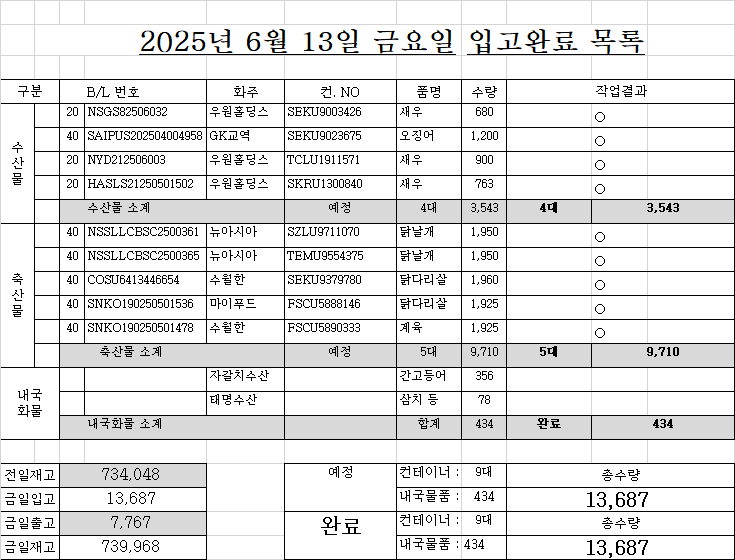 2025년 6월 13일 금요일 입고완료 목록
구분 B/L 번호 화주 컨. NO 품명 수량 작업결과
수산물
20 NSGS82506032 우원홀딩스 SEKU9003426 새우 680 ○
40 SAIPUS202504004958 GK교역 SEKU9023675 오징어 1,200 ○
20 NYD212506003 우원홀딩스 TCLU1911571 새우 900 ○
20 HASLS21250501502 우원홀딩스 SKRU1300840 새우 763 ○
수산물 소계 예정 4대 3,543 4대 3,543
축산물
40 NSSLLCBSC2500361 뉴아시아 SZLU9711070 닭날개 1,950 ○
40 NSSLLCBSC2500365 뉴아시아 TEMU9554375 닭날개 1,950 ○
40 COSU6413446654 수월한 SEKU9379780 닭다리살 1,960 ○
40 SNKO190250501536 마이푸드 FSCU5888146 닭다리살 1,925 ○
40 SNKO190250501478 수월한 FSCU5890333 계육 1,925 ○
축산물 소계 예정 5대 9,710 5대 9,710
내국화물
자갈치수산 간고등어 356
태명수산 삼치 등 78
내국화물 소계 합계 434 완료 434
전일재고 734,048 예정 컨테이너 : 9대 총수량
금일입고 13,687 내국물품 : 434 13,687
금일출고 7,767 완료 컨테이너 : 9대 총수량
금일재고 739,968 내국물품 : 434 13,687